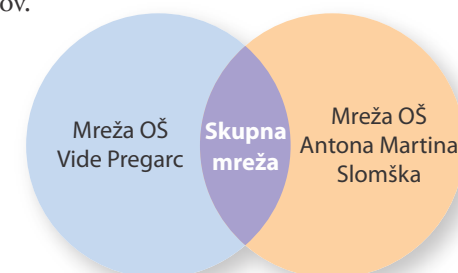 ov.
Mreža OŠ
Vide Pregarc
Skupna
mreža
Mreža OŠ
Antona Martina
Slomška